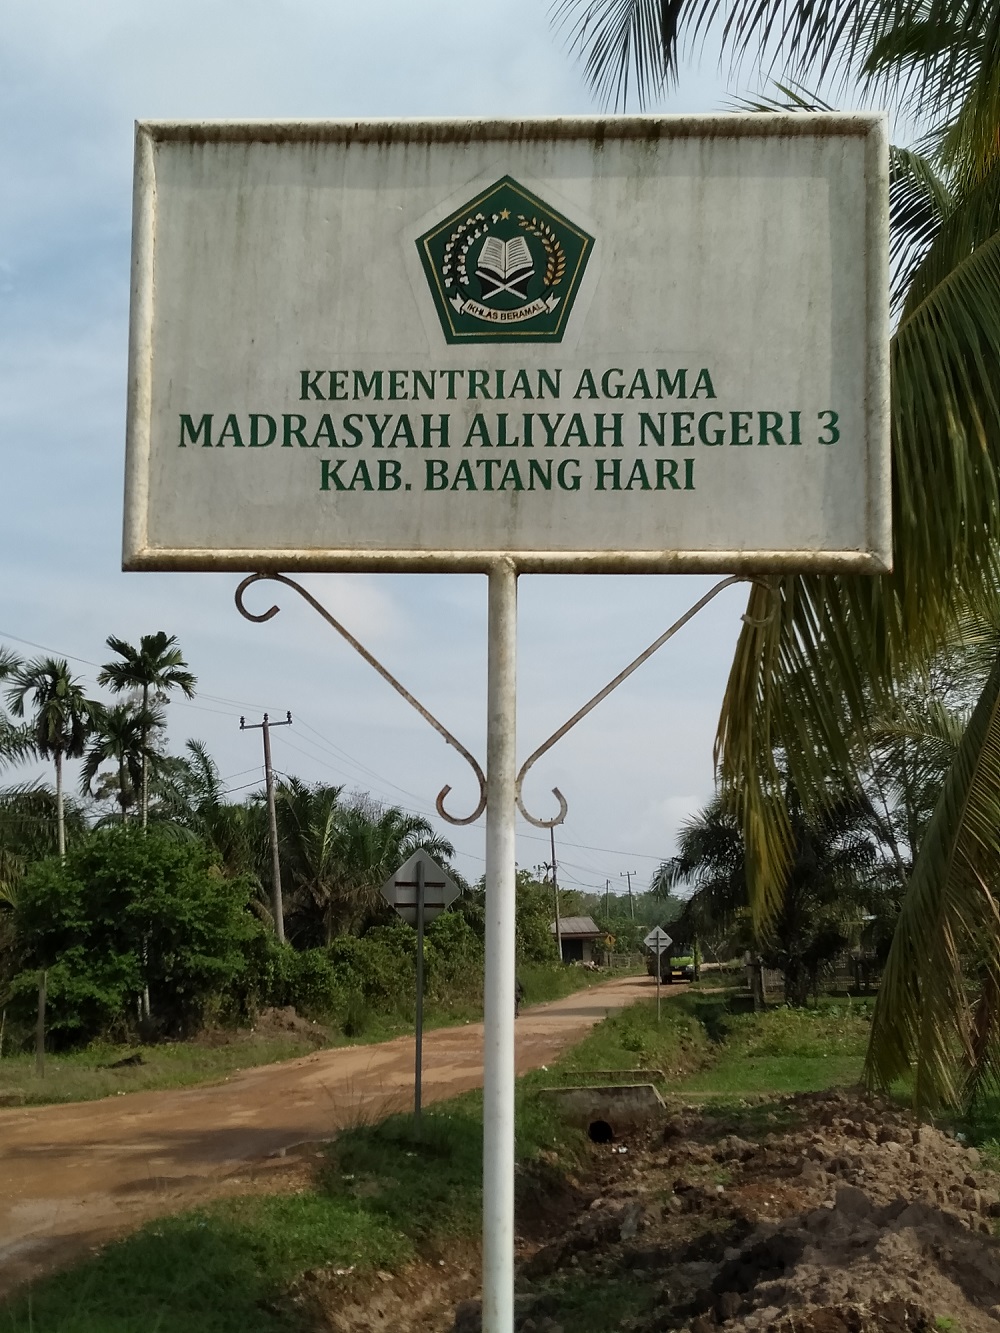 IKHLAS BERAMAL
KEMENTRIAN AGAMA
MADRASYAH ALIYAH NEGERI 3
KAB. BATANG HARI